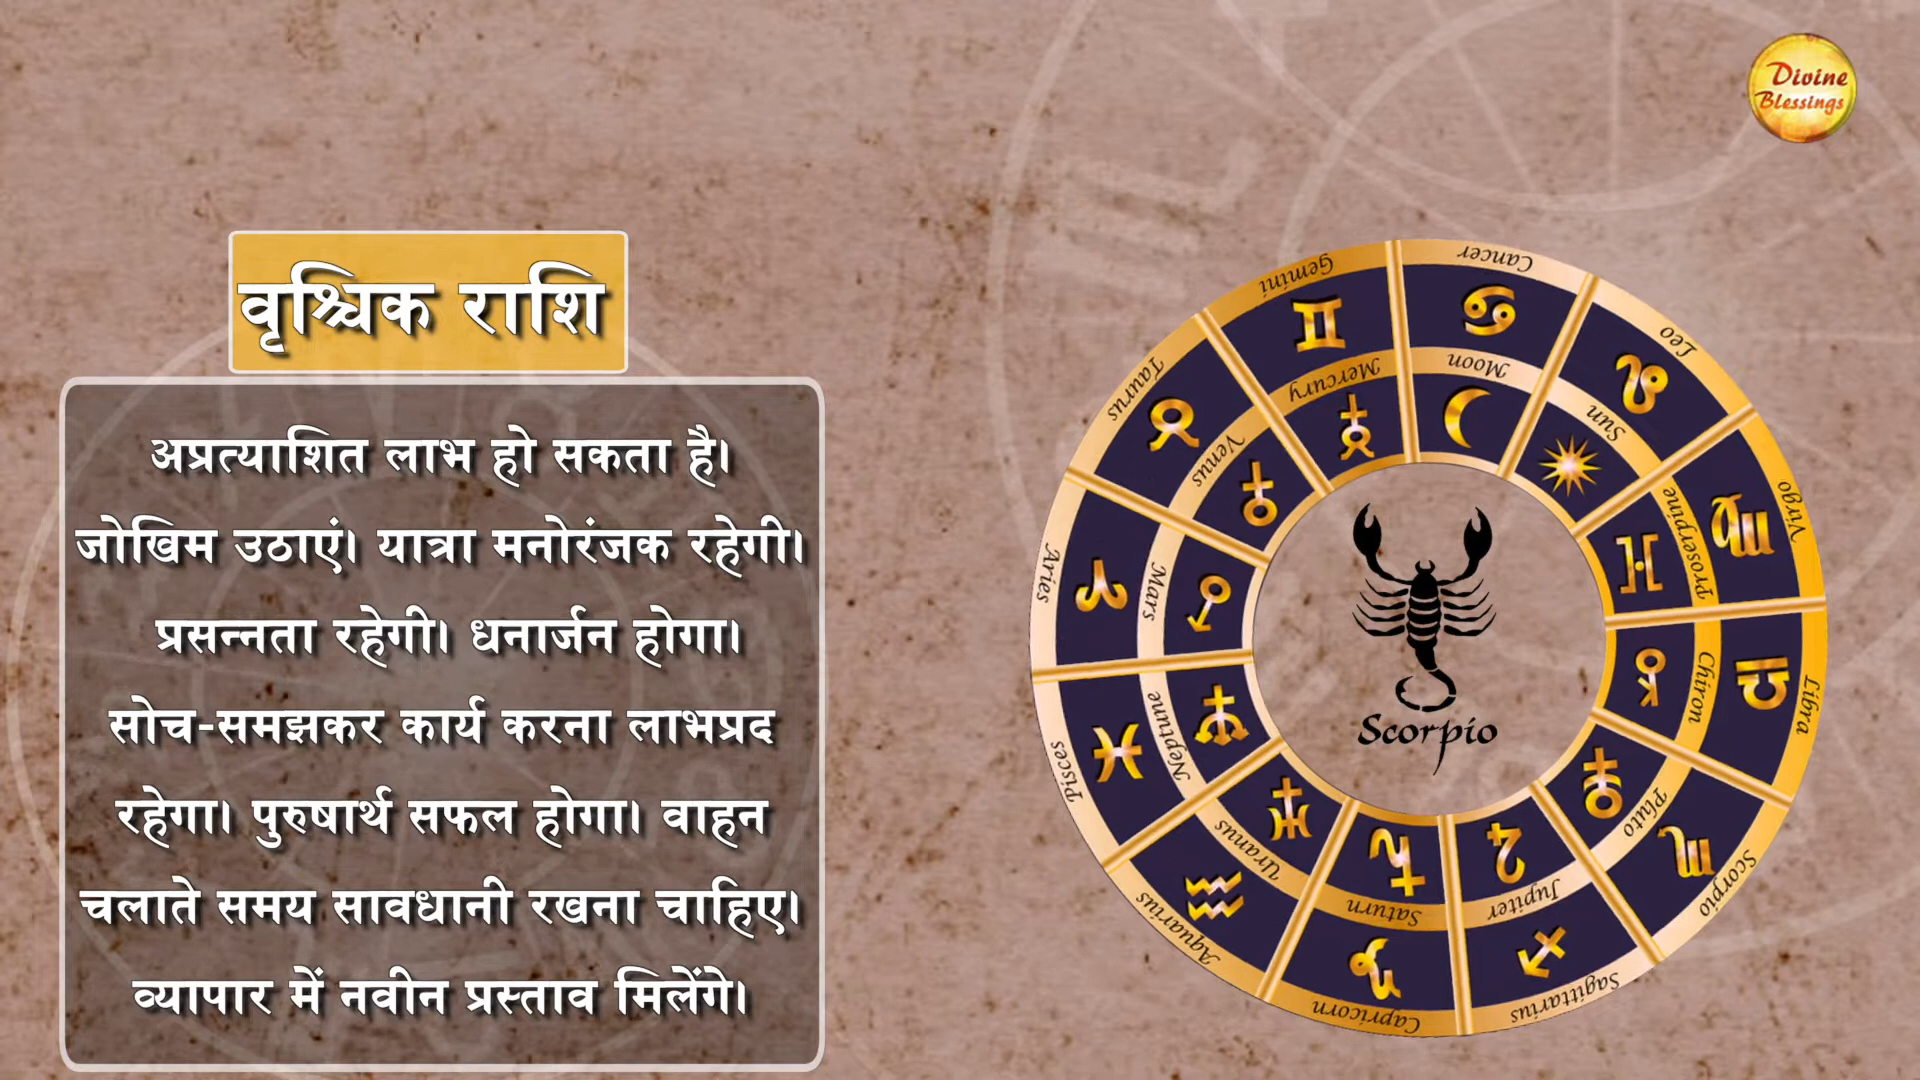 Divine
Blessings
वृश्चिक राशि
अप्रत्याशित लाभ हो सकता है।
जोखिम उठाएं। यात्रा मनोरंजक रहेगी।
प्रसन्नता रहेगी। धनार्जन होगा।
सोच-समझकर कार्य करना लाभप्रद
रहेगा। पुरुषार्थ सफल होगा। वाहन
चलाते समय सावधानी रखना चाहिए।
व्यापार में नवीन प्रस्ताव मिलेंगे।
Cancer
Leo
Virgo
Libra
Scorpio
Sagittarius
Capricorn
Aquarius
Pisces
Aries
Taurus
Gemini
Moon
Sun
Proserpine
Chiron
Pluto
Jupiter
Saturn
Uranus
Neptune
Mars
Venus
Mercury
Scorpio